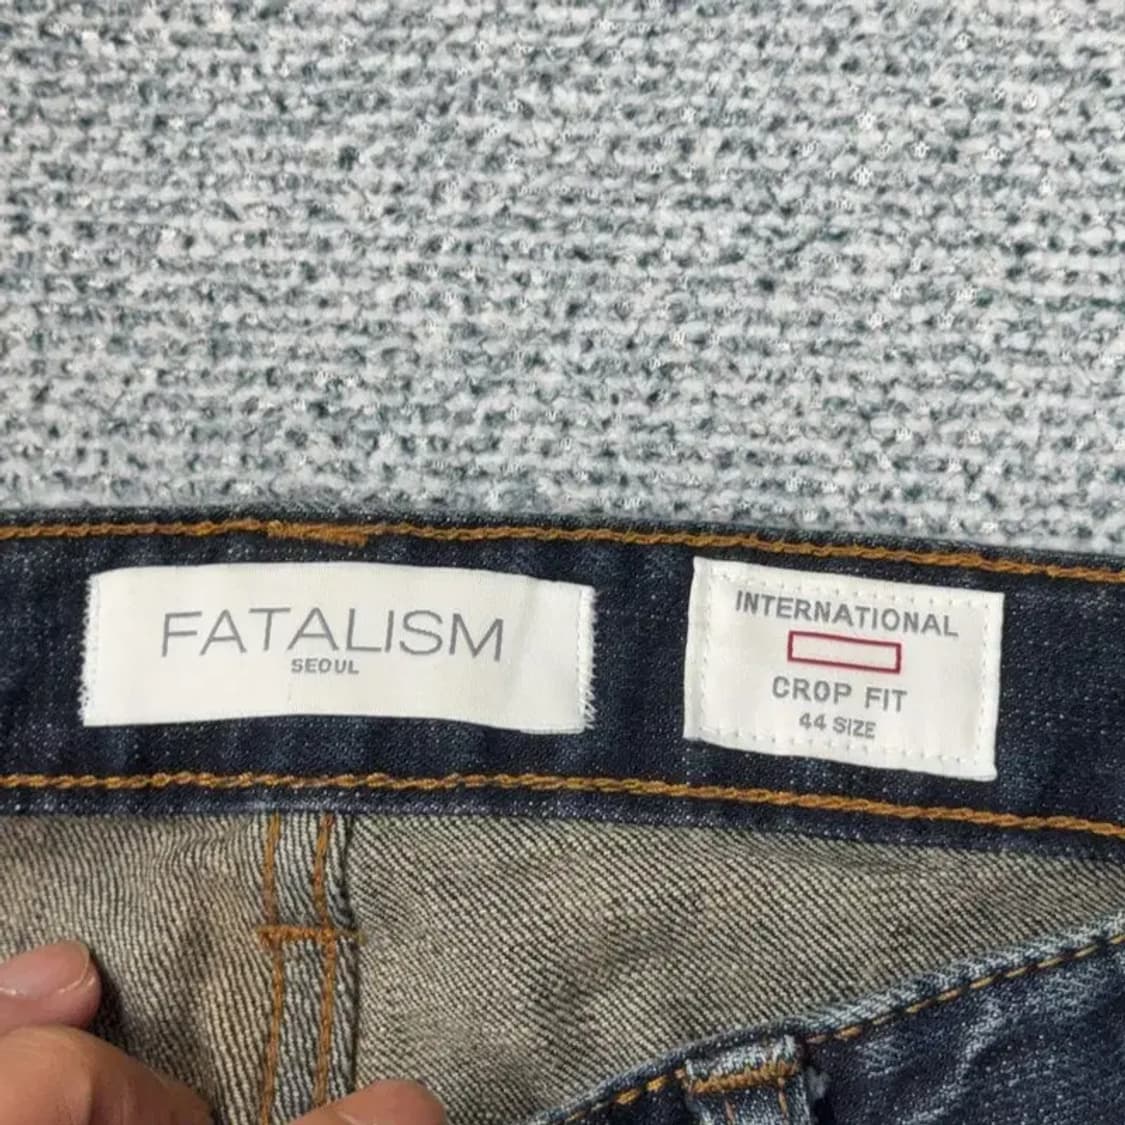 FATALISM
SEOUL
INTERNATIONAL
CROP FIT
44 SIZE